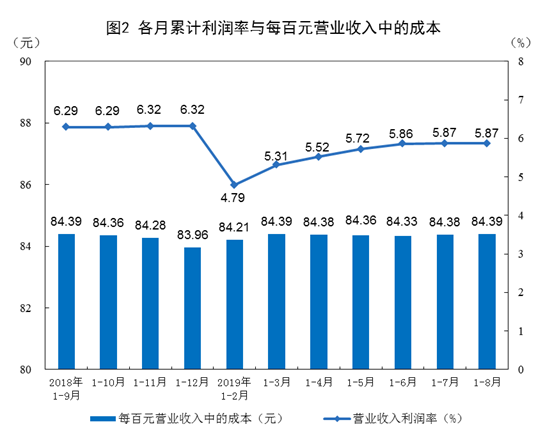 图2 各月累计利润率与每百元营业收入中的成本
（元）
（%）
90
88
86
84
82
80
8
7
6
5
4
3
2
1
0
6.29 6.29 6.32 6.32 4.79 5.31 5.52 5.72 5.86 5.87 5.87
84.39 84.36 84.28 83.96 84.21 84.39 84.38 84.36 84.33 84.38 84.39
2018年 1-10月 1-11月 1-12月 2019年 1-3月 1-4月 1-5月 1-6月 1-7月 1-8月
1-9月 1-2月
每百元营业收入中的成本（元） 营业收入利润率（%）